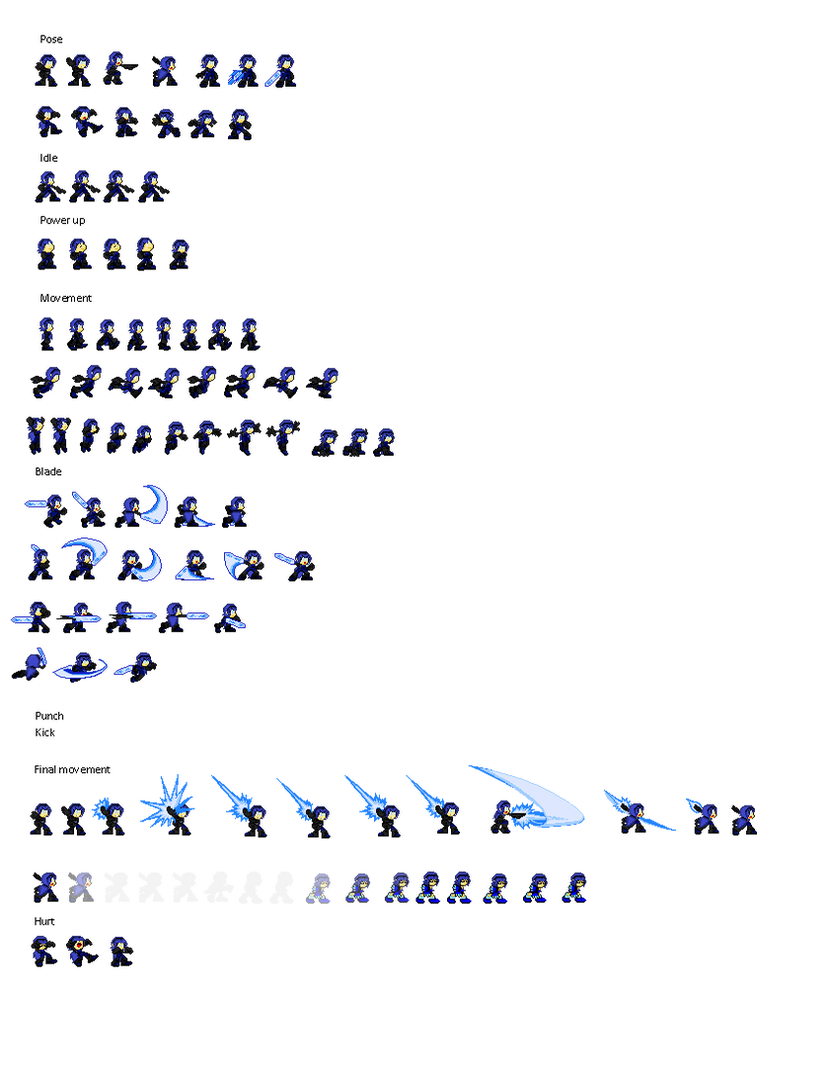 Pose
Idle
Power up
Movement
Blade
Punch
Kick
Final movement
Hurt